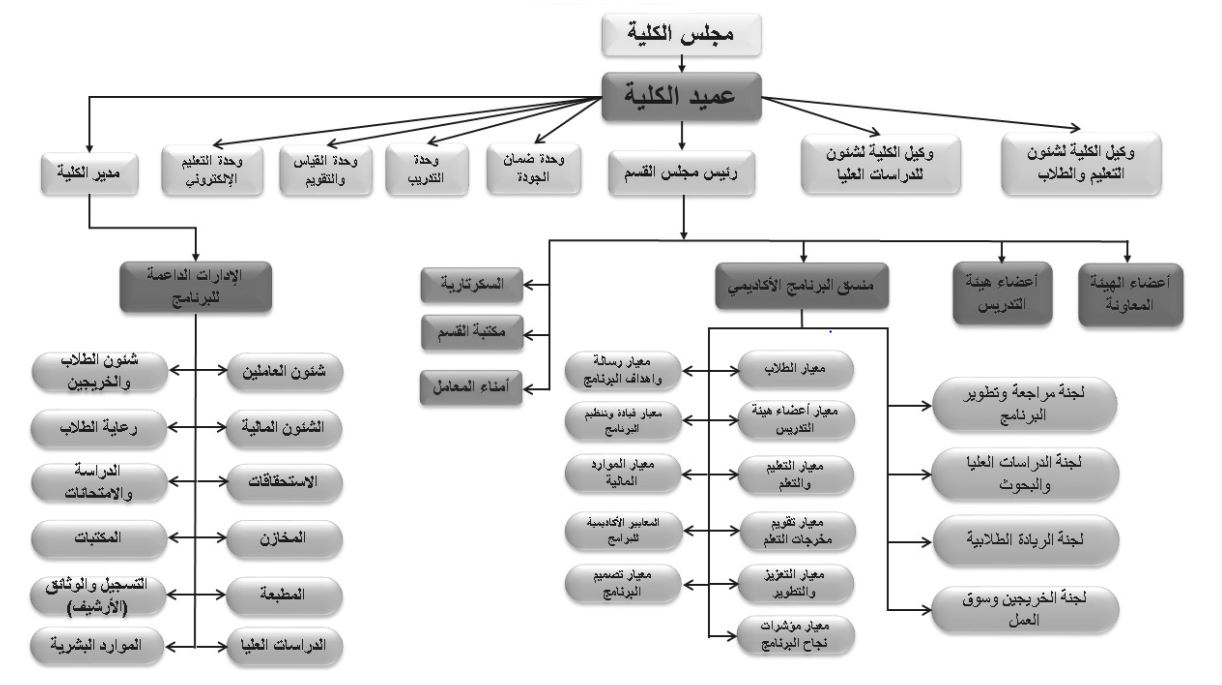 مجلس الكلية
عميد الكلية
وكيل الكلية لشئون
التعليم والطلاب
وكيل الكلية لشئون
للدراسات العليا
رئيس مجلس القسم
وحدة ضمان
الجودة
وحدة
التدريب
وحدة القياس
والتقويم
وحدة التعليم
الإلكتروني
مدير الكلية
أعضاء الهيئة
المعاونة
أعضاء هيئة
التدريس
منسق البرنامج الأكاديمي
السكرتارية
مكتبة القسم
أمناء المعامل
الإدارات الداعمة
للبرنامج
لجنة مراجعة وتطوير
البرنامج
لجنة الدراسات العليا
والبحوث
لجنة الريادة الطلابية
لجنة الخريجين وسوق
العمل
معيار الطلاب
معيار رسالة
واهداف البرنامج
معيار أعضاء هيئة
التدريس
معيار قيادة وتنظيم
البرنامج
معيار التعليم
والتعلم
معيار الموارد
المالية
معيار تقويم
مخرجات التعلم
المعايير الأكاديمية
للبرامج
معيار التعزيز
والتطوير
معيار تصميم
البرنامج
معيار مؤشرات
نجاح البرنامج
شئون العاملين
شئون الطلاب
والخريجين
الشئون المالية
رعاية الطلاب
الاستحقاقات
الدراسة
والامتحانات
المخازن
المكتبات
المطبعة
التسجيل والوثائق
(الأرشيف)
الدراسات العليا
الموارد البشرية